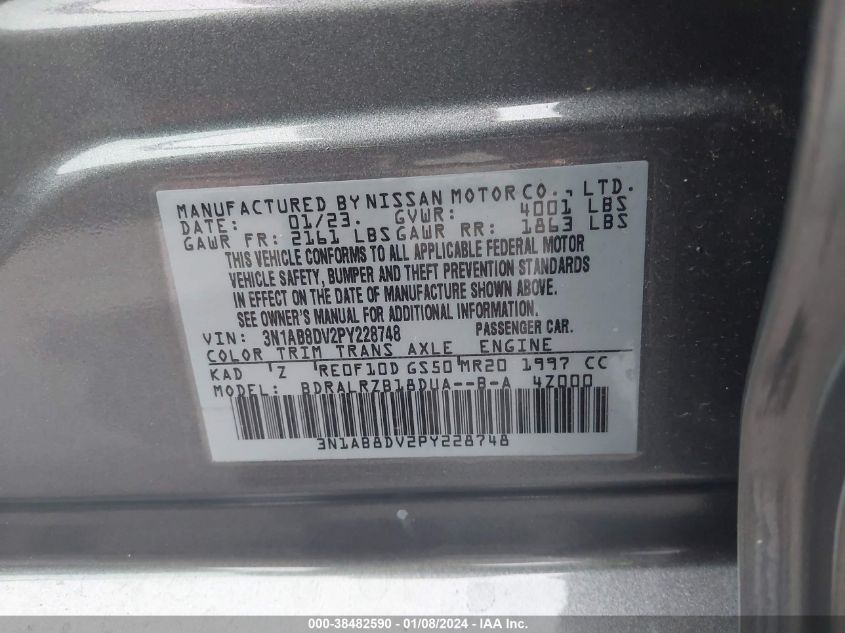 MANUFACTURED BY NISSAN MOTOR CO., LTD.
DATE: 01/23. GVWR: 4001 LBS
GAWR FR: 2161 LBS GAWR RR: 1863 LBS
THIS VEHICLE CONFORMS TO ALL APPLICABLE FEDERAL MOTOR
VEHICLE SAFETY, BUMPER AND THEFT PREVENTION STANDARDS
IN EFFECT ON THE DATE OF MANUFACTURE SHOWN ABOVE.
SEE OWNER'S MANUAL FOR ADDITIONAL INFORMATION.
VIN: 3N1AB8DV2PY228748 PASSENGER CAR.
COLOR TRIM TRANS AXLE ENGINE
KAD Z RE0F10D GS50 MR20 1997 CC
MODEL: BDRALRZB18DUA--B-A 4Z000
3N1AB8DV2PY228748
000-38482590 - 01/08/2024 - IAA Inc.